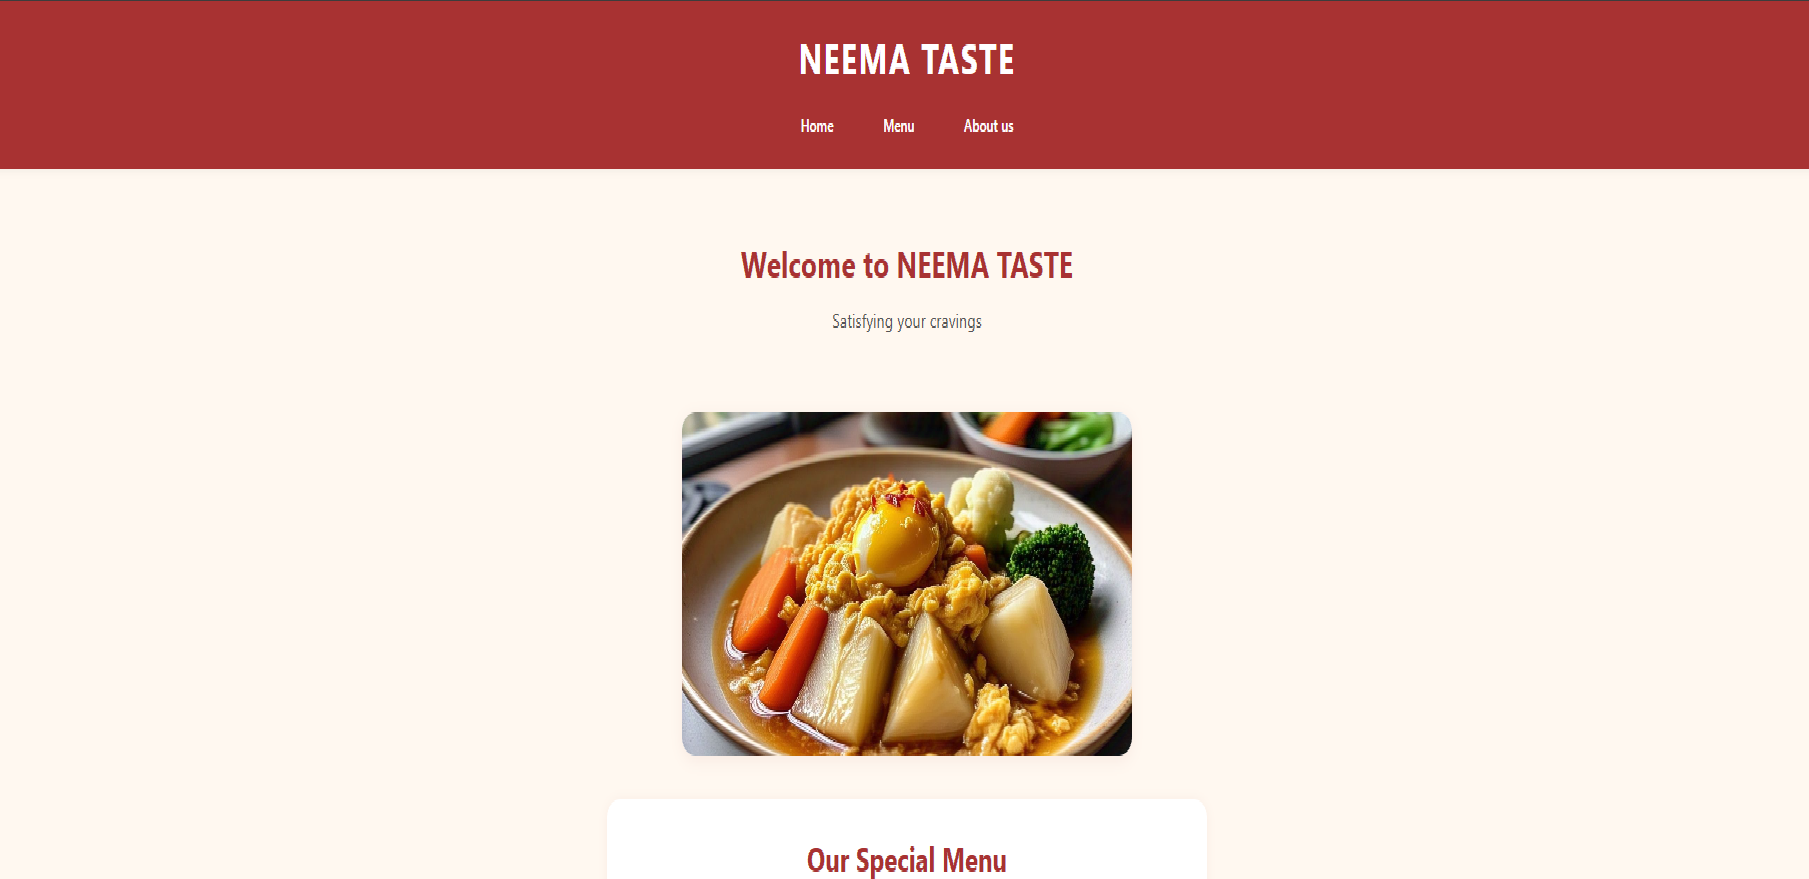 NEEMA TASTE
Home Menu About us
Welcome to NEEMA TASTE
Satisfying your cravings
Our Special Menu